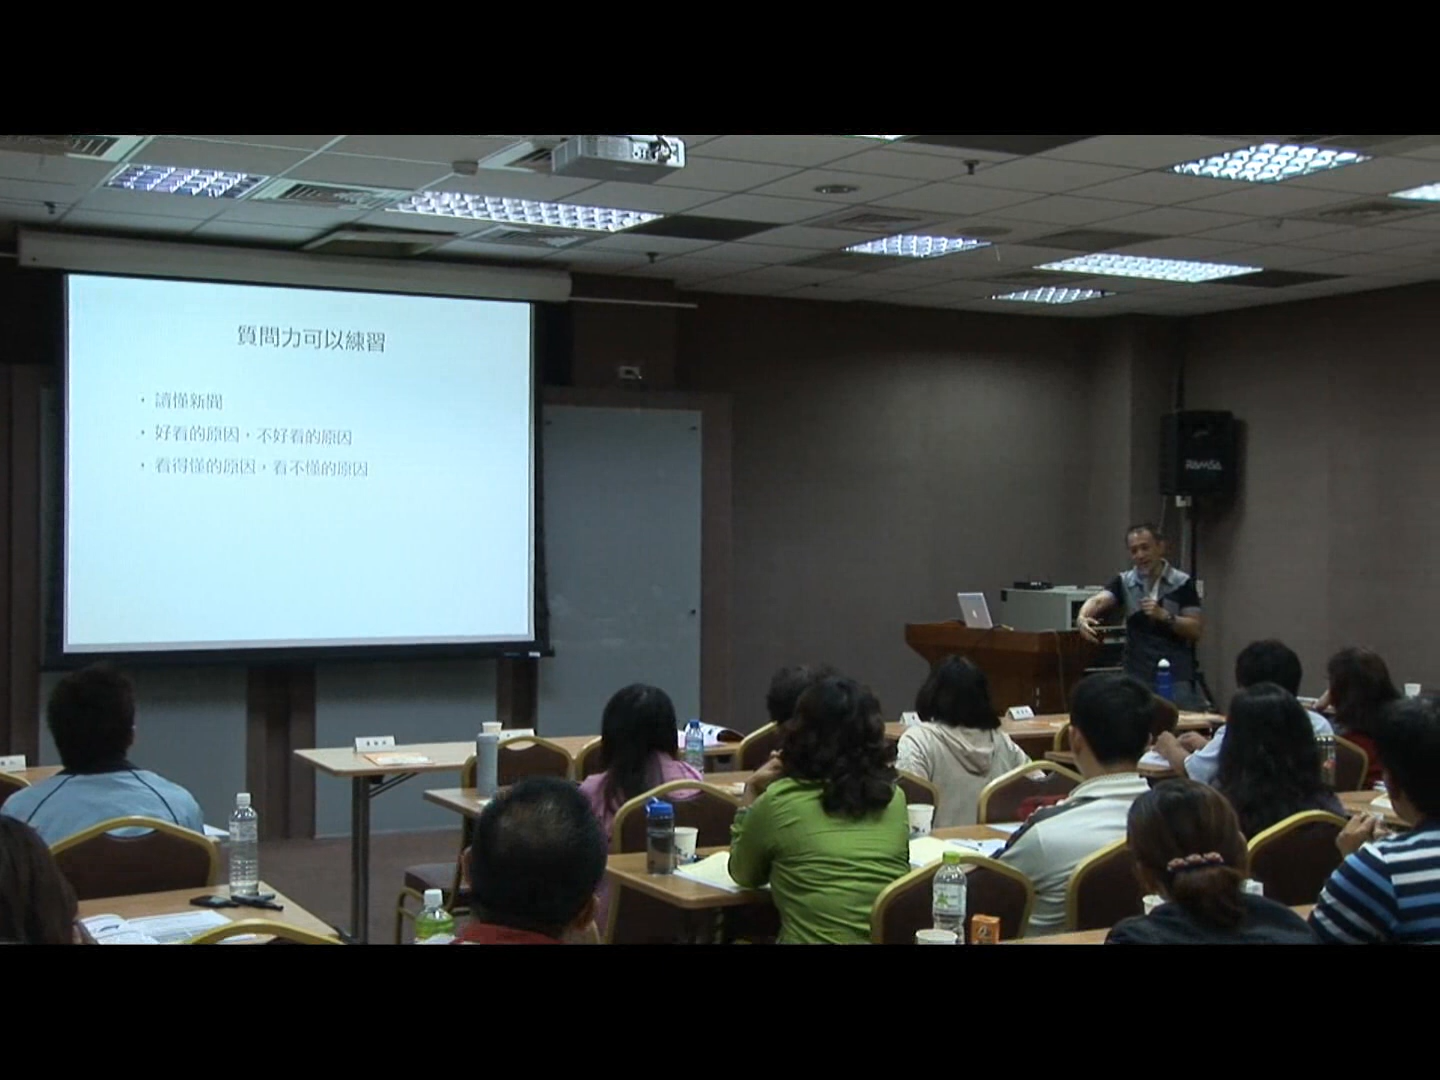 質問力可以練習
• 讀懂新聞
• 好看的原因，不好看的原因
• 看得懂的原因，看不懂的原因
RAMSA